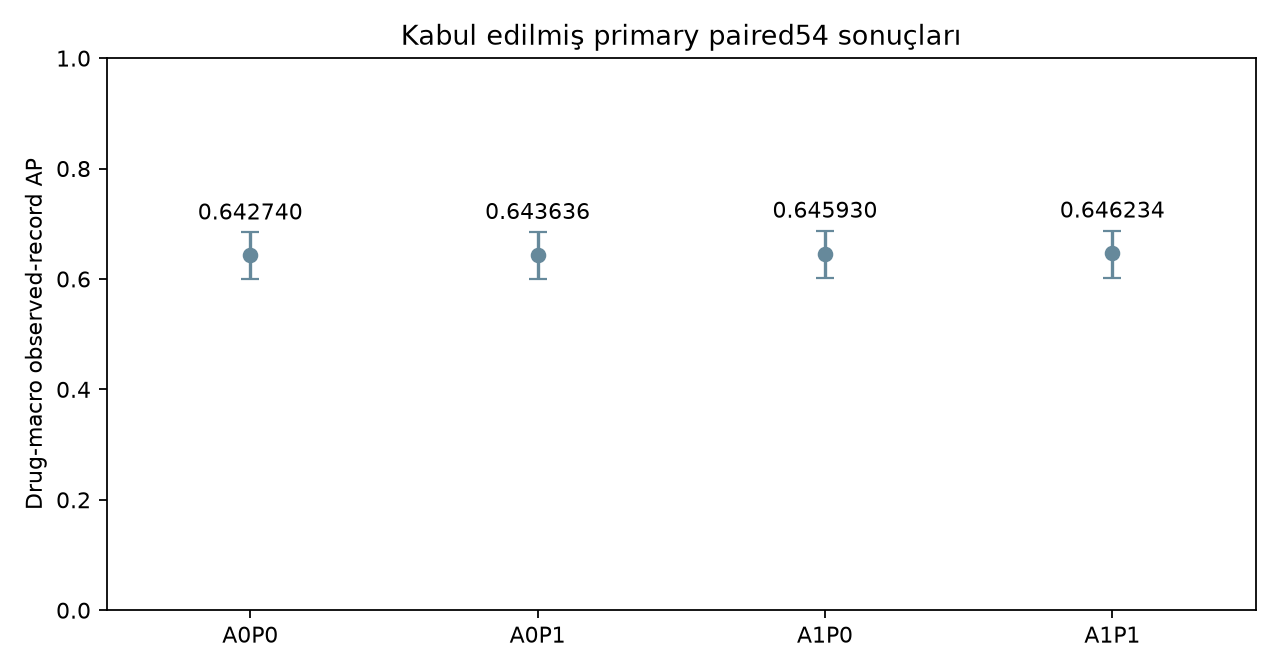 Kabul edilmiş primary paired54 sonuçları
Drug-macro observed-record AP
1.0
0.8
0.6
0.4
0.2
0.0
0.642740
0.643636
0.645930
0.646234
A0P0
A0P1
A1P0
A1P1